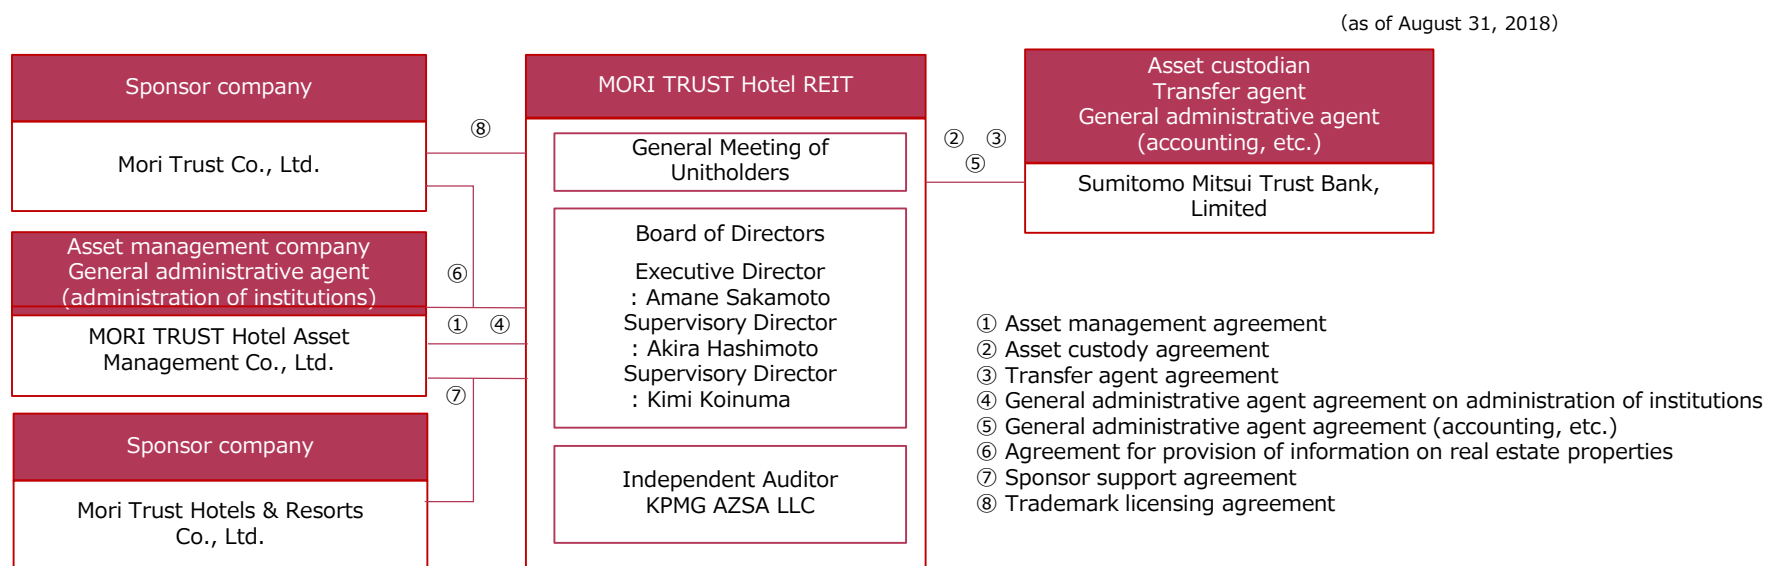 (as of August 31, 2018)
Sponsor company
Mori Trust Co., Ltd.
Asset management company
General administrative agent
(administration of institutions)
MORI TRUST Hotel Asset
Management Co., Ltd.
Sponsor company
Mori Trust Hotels & Resorts
Co., Ltd.
⑧
⑥
① ④
⑦
MORI TRUST Hotel REIT
General Meeting of
Unitholders
Board of Directors
Executive Director
: Amane Sakamoto
Supervisory Director
: Akira Hashimoto
Supervisory Director
: Kimi Koinuma
Independent Auditor
KPMG AZSA LLC
② ③
⑤
Asset custodian
Transfer agent
General administrative agent
(accounting, etc.)
Sumitomo Mitsui Trust Bank,
Limited
① Asset management agreement
② Asset custody agreement
③ Transfer agent agreement
④ General administrative agent agreement on administration of institutions
⑤ General administrative agent agreement (accounting, etc.)
⑥ Agreement for provision of information on real estate properties
⑦ Sponsor support agreement
⑧ Trademark licensing agreement